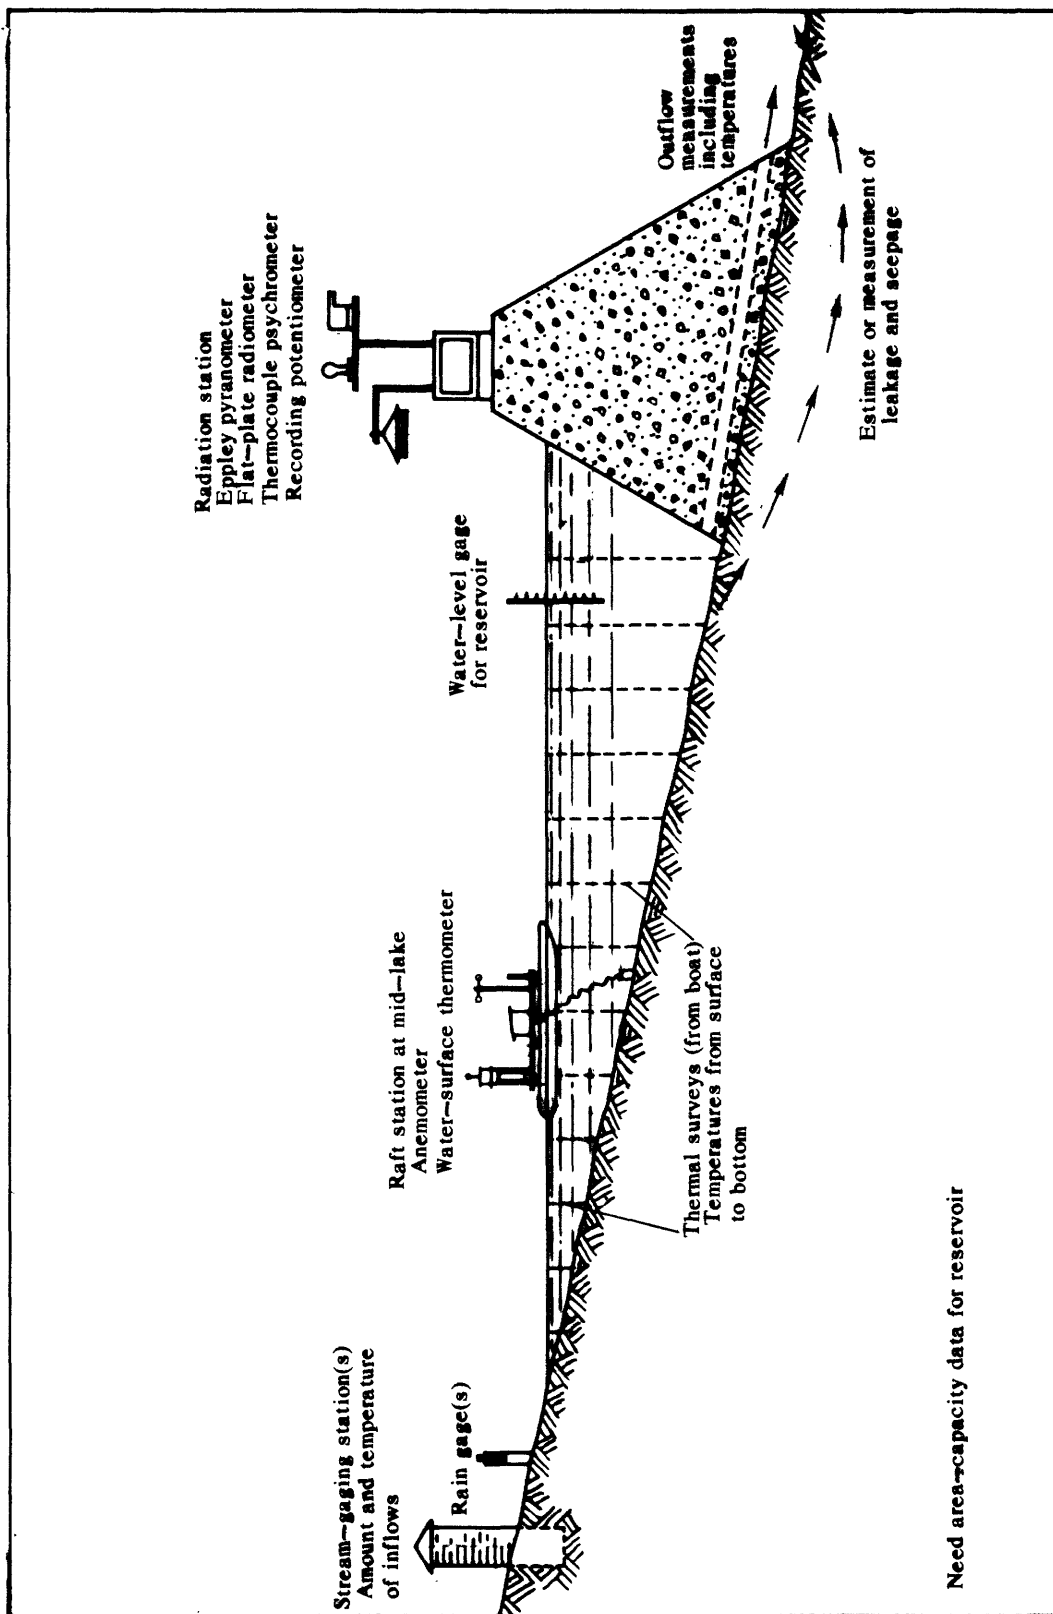 Stream-gaging station(s)
Amount and temperature
of inflows
Rain gage(s)
Raft station at mid-lake
Anemometer
Water-surface thermometer
Water-level gage
for reservoir
Radiation station
Eppley pyranometer
Flat-plate radiometer
Thermocouple psychrometer
Recording potentiometer
Outflow
measurements
including
temperatures
Thermal surveys (from boat)
Temperatures from surface
to bottom
Estimate or measurement of
leakage and seepage
Need area-capacity data for reservoir